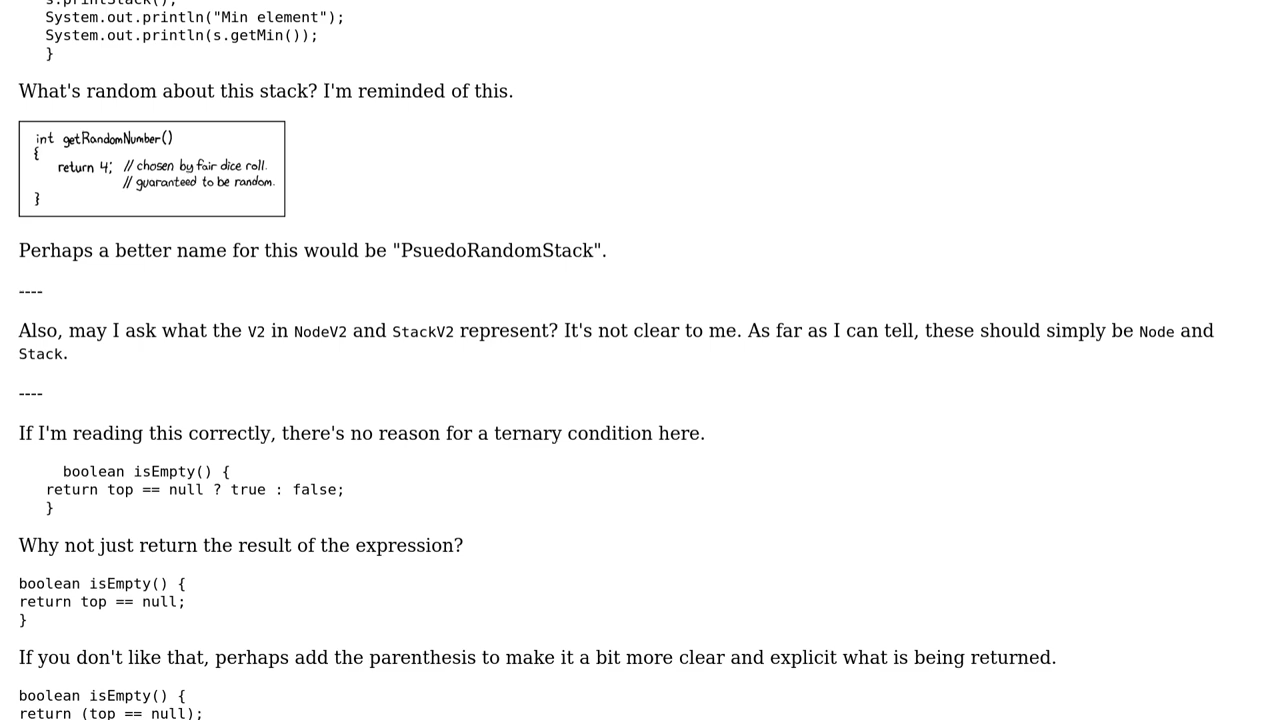 s.printStack();
System.out.println("Min element");
System.out.println(s.getMin());
}
What's random about this stack? I'm reminded of this.
int getRandomNumber()
{
return 4; // chosen by fair dice roll.
// guaranteed to be random.
}
Perhaps a better name for this would be "PsuedoRandomStack".
----
Also, may I ask what the V2 in NodeV2 and StackV2 represent? It's not clear to me. As far as I can tell, these should simply be Node and
Stack.
----
If I'm reading this correctly, there's no reason for a ternary condition here.
boolean isEmpty() {
return top == null ? true : false;
}
Why not just return the result of the expression?
boolean isEmpty() {
return top == null;
}
If you don't like that, perhaps add the parenthesis to make it a bit more clear and explicit what is being returned.
boolean isEmpty() {
return (top == null);